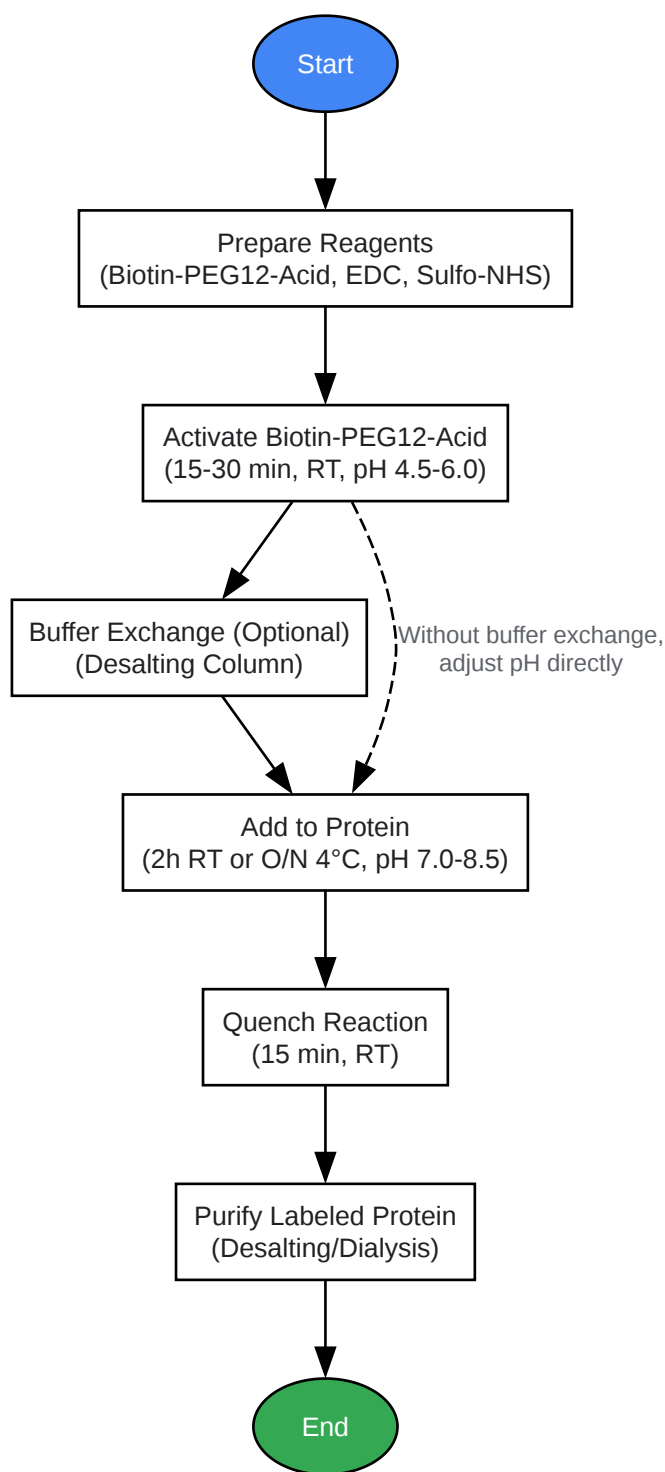 Start
Prepare Reagents
(Biotin-PEG12-Acid, EDC, Sulfo-NHS)
Activate Biotin-PEG12-Acid
(15-30 min, RT, pH 4.5-6.0)
Buffer Exchange (Optional)
(Desalting Column)
Without buffer exchange,
adjust pH directly
Add to Protein
(2h RT or O/N 4°C, pH 7.0-8.5)
Quench Reaction
(15 min, RT)
Purify Labeled Protein
(Desalting/Dialysis)
End